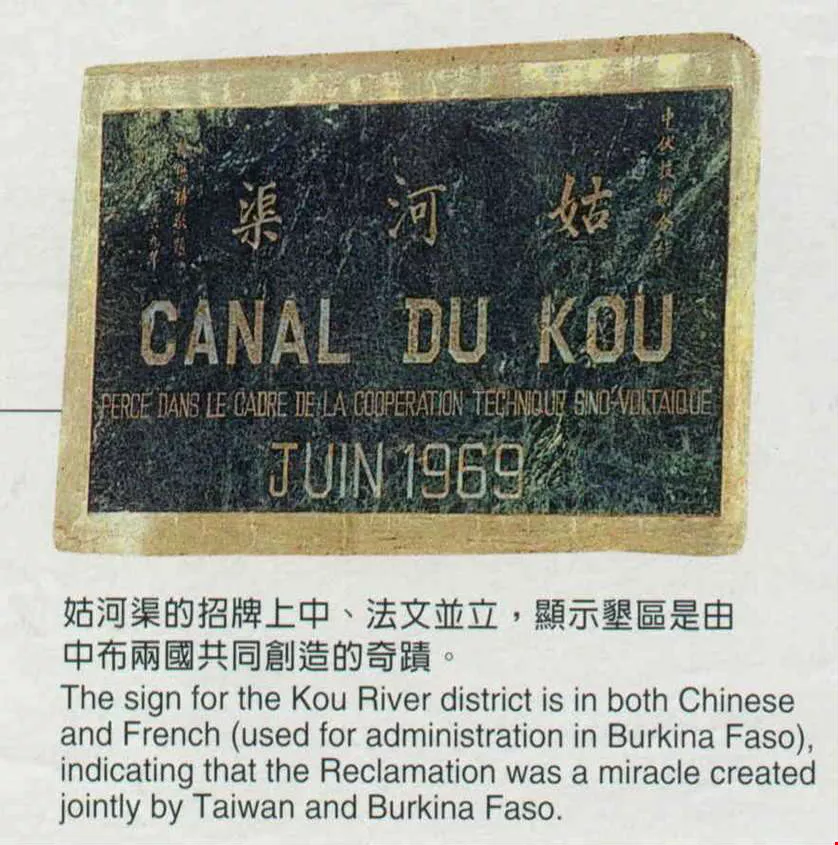 姑河渠
CANAL DU KOU
PERCE DANS LE CADRE DE LA COOPERATION TECHNIQUE SINO-VOLTAIQUE
JUIN 1969
姑河渠的招牌上中、法文並立,顯示墾區是由
中布兩國共同創造的奇蹟。
The sign for the Kou River district is in both Chinese
and French (used for administration in Burkina Faso),
indicating that the Reclamation was a miracle created
jointly by Taiwan and Burkina Faso.